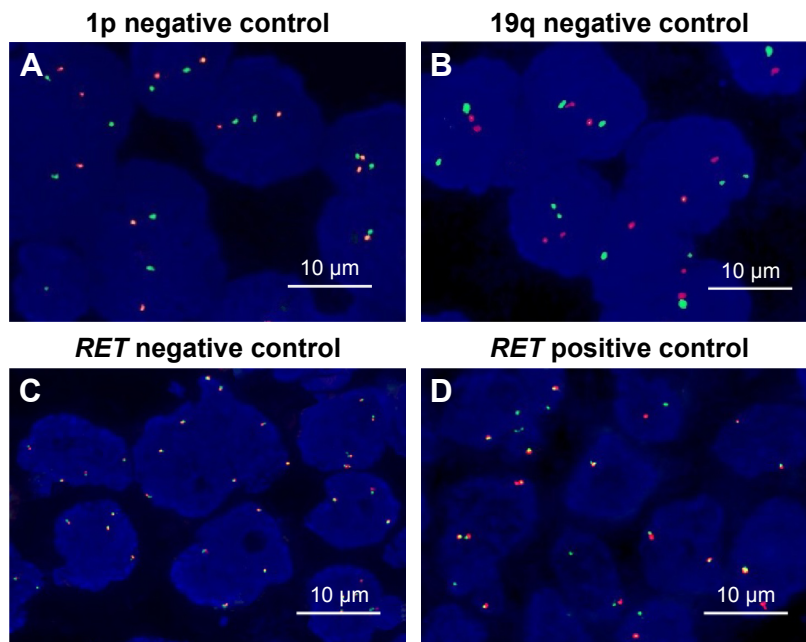 1p negative control
19q negative control
A
B
10 µm
10 µm
RET negative control
RET positive control
C
D
10 µm
10 µm